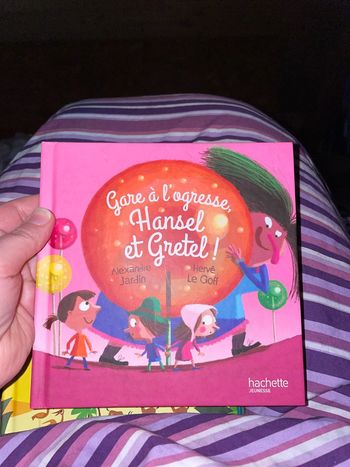 Gare à l'ogresse,
Hansel
et Gretel !
Alexandre Hervé
Jardin Le Goff
hachette
JEUNESSE